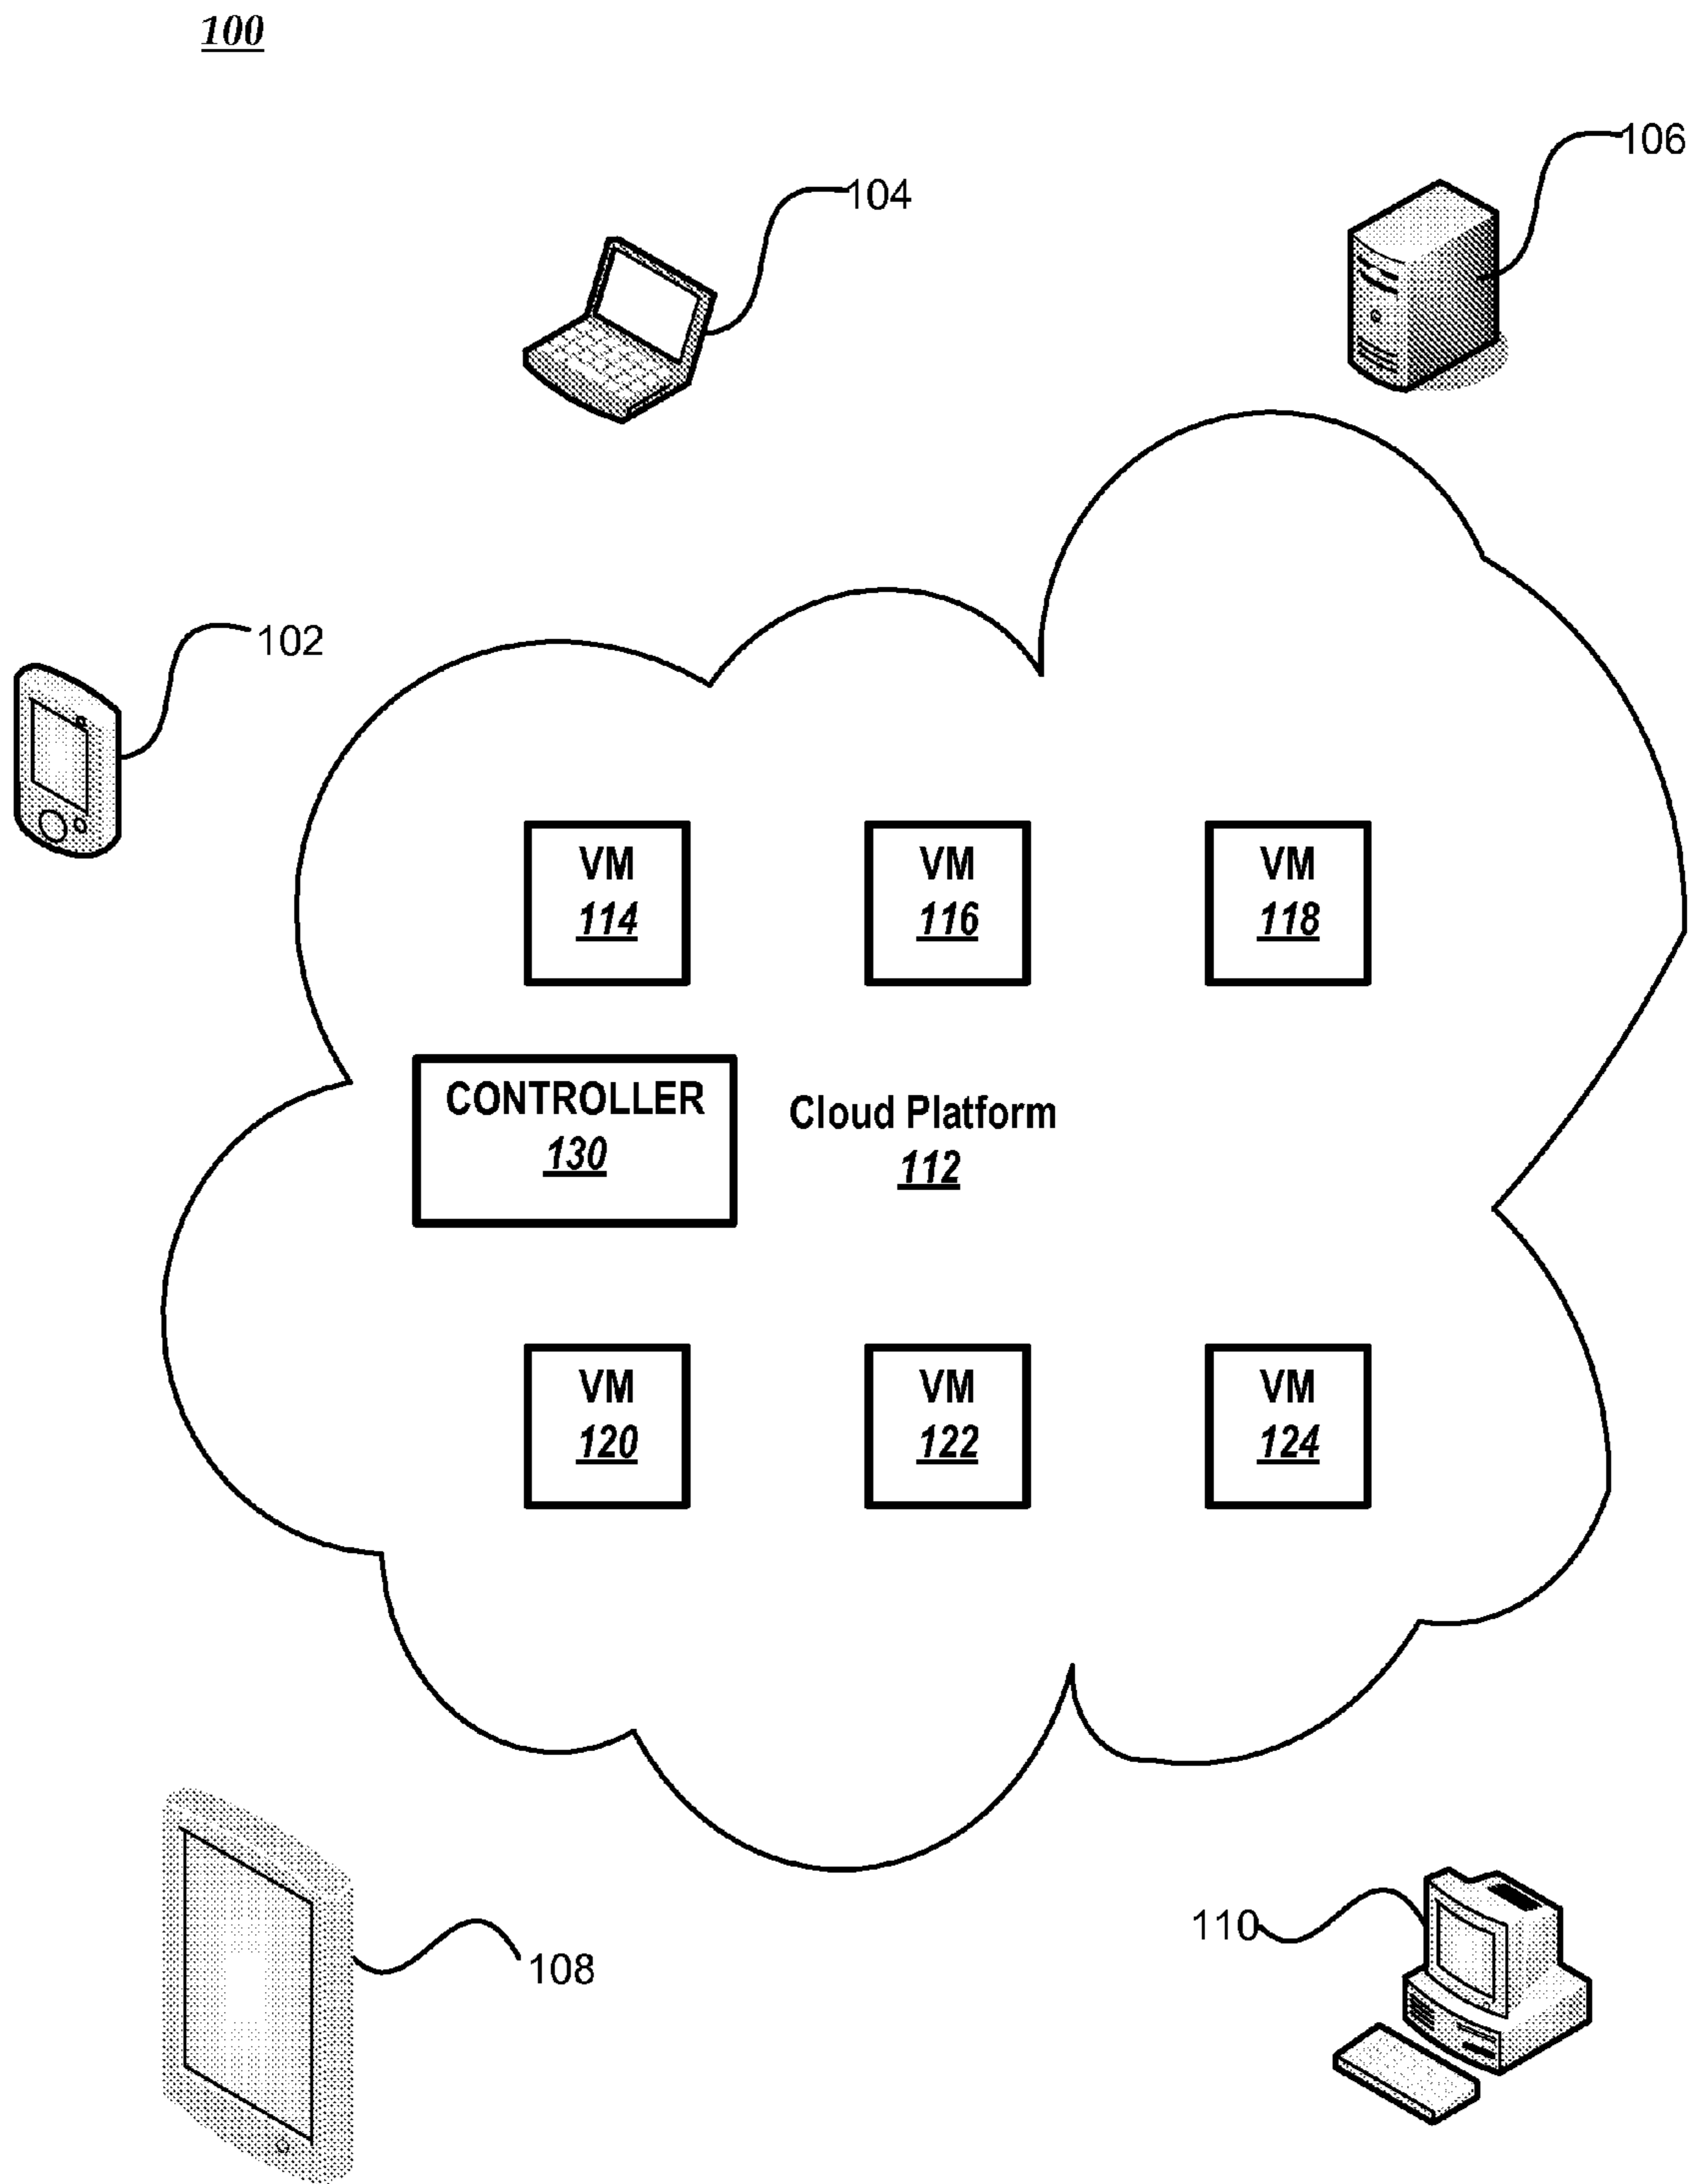 100
106
104
102
VM
114
VM
116
VM
118
CONTROLLER
130
Cloud Platform
112
VM
120
VM
122
VM
124
110
108